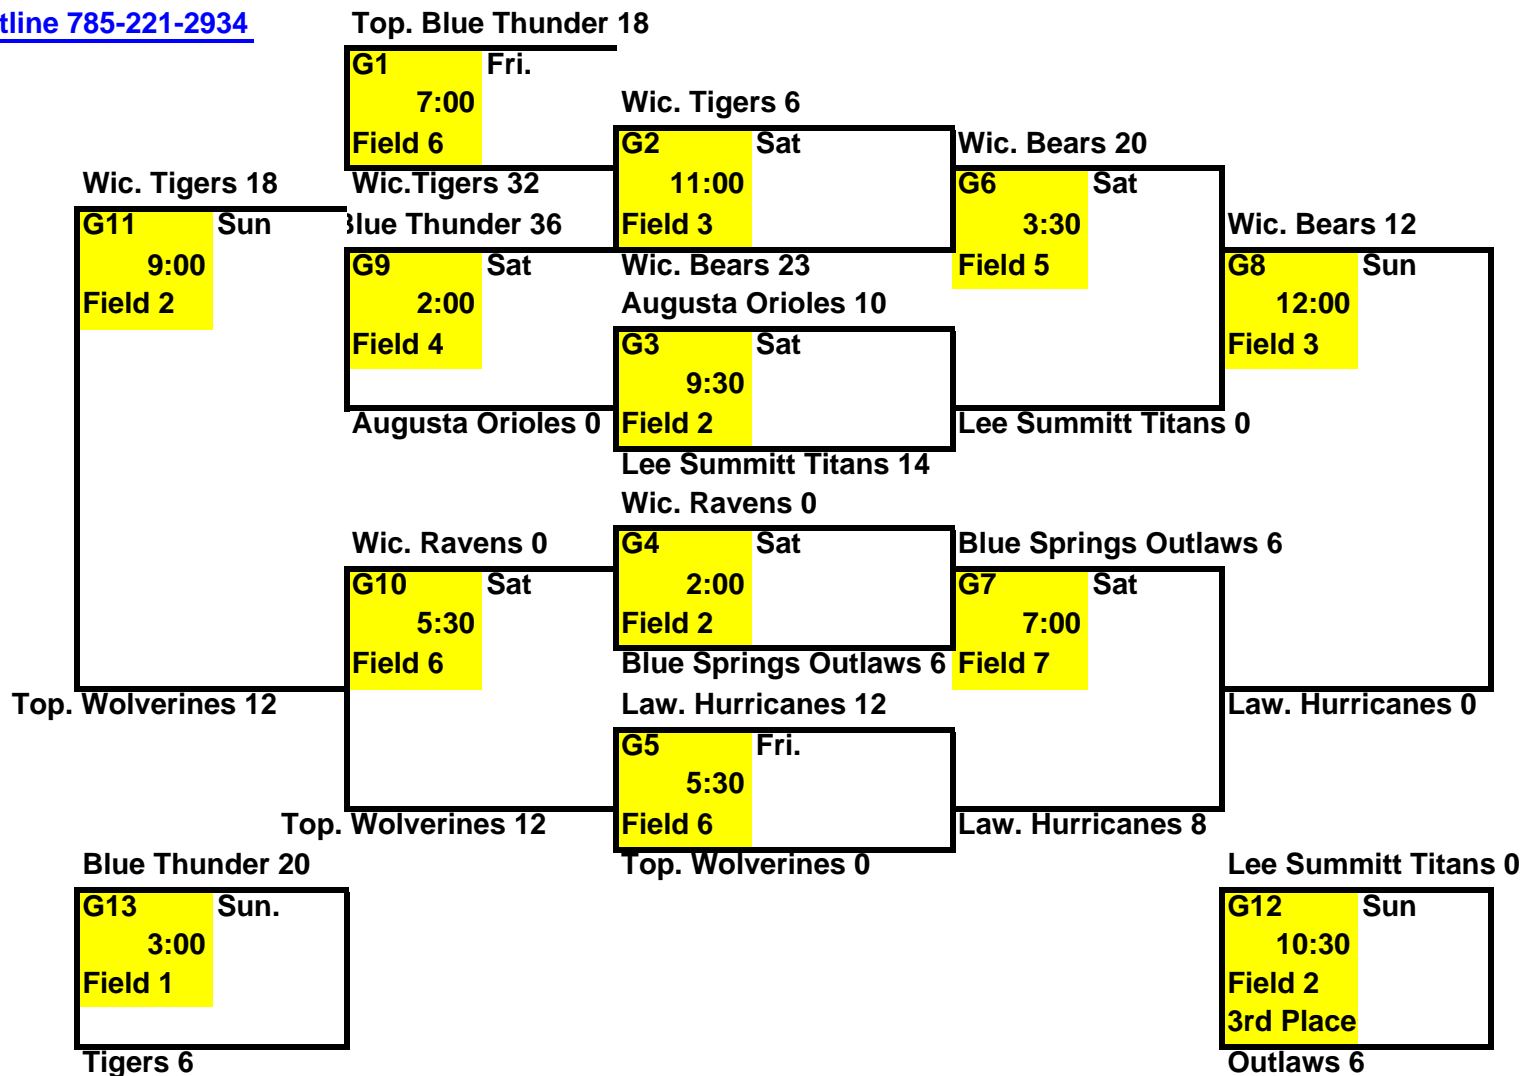 tline 785-221-2934
Top. Blue Thunder 18
G1 Fri.
7:00
Field 6
Wic.Tigers 32
Wic. Tigers 6
G2 Sat
11:00
Field 3
Wic. Bears 23
Wic. Bears 20
G6 Sat
3:30
Field 5
Lee Summitt Titans 0
Wic. Tigers 18
G11 Sun
9:00
Field 2
Top. Wolverines 12
Blue Thunder 36
G9 Sat
2:00
Field 4
Augusta Orioles 0
Augusta Orioles 10
G3 Sat
9:30
Field 2
Lee Summitt Titans 14
Wic. Bears 12
G8 Sun
12:00
Field 3
Law. Hurricanes 0
Wic. Ravens 0
G4 Sat
2:00
Field 2
Blue Springs Outlaws 6
Wic. Ravens 0
G10 Sat
5:30
Field 6
Top. Wolverines 12
Blue Springs Outlaws 6
G7 Sat
7:00
Field 7
Law. Hurricanes 8
Law. Hurricanes 12
G5 Fri.
5:30
Field 6
Top. Wolverines 0
Blue Thunder 20
G13 Sun.
3:00
Field 1
Tigers 6
Lee Summitt Titans 0
G12 Sun
10:30
Field 2
3rd Place
Outlaws 6